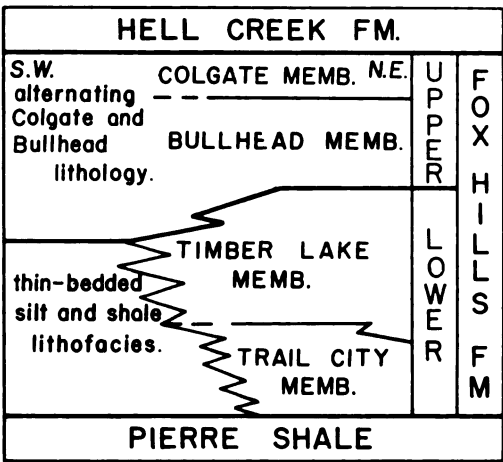 HELL CREEK FM.
S.W.
alternating
Colgate and
Bullhead
lithology.
COLGATE MEMB. N.E.
BULLHEAD MEMB.
UPPER
FOX HILLS FM
TIMBER LAKE
MEMB.
LOWER
thin-bedded
silt and shale
lithofacies.
TRAIL CITY
MEMB.
PIERRE SHALE